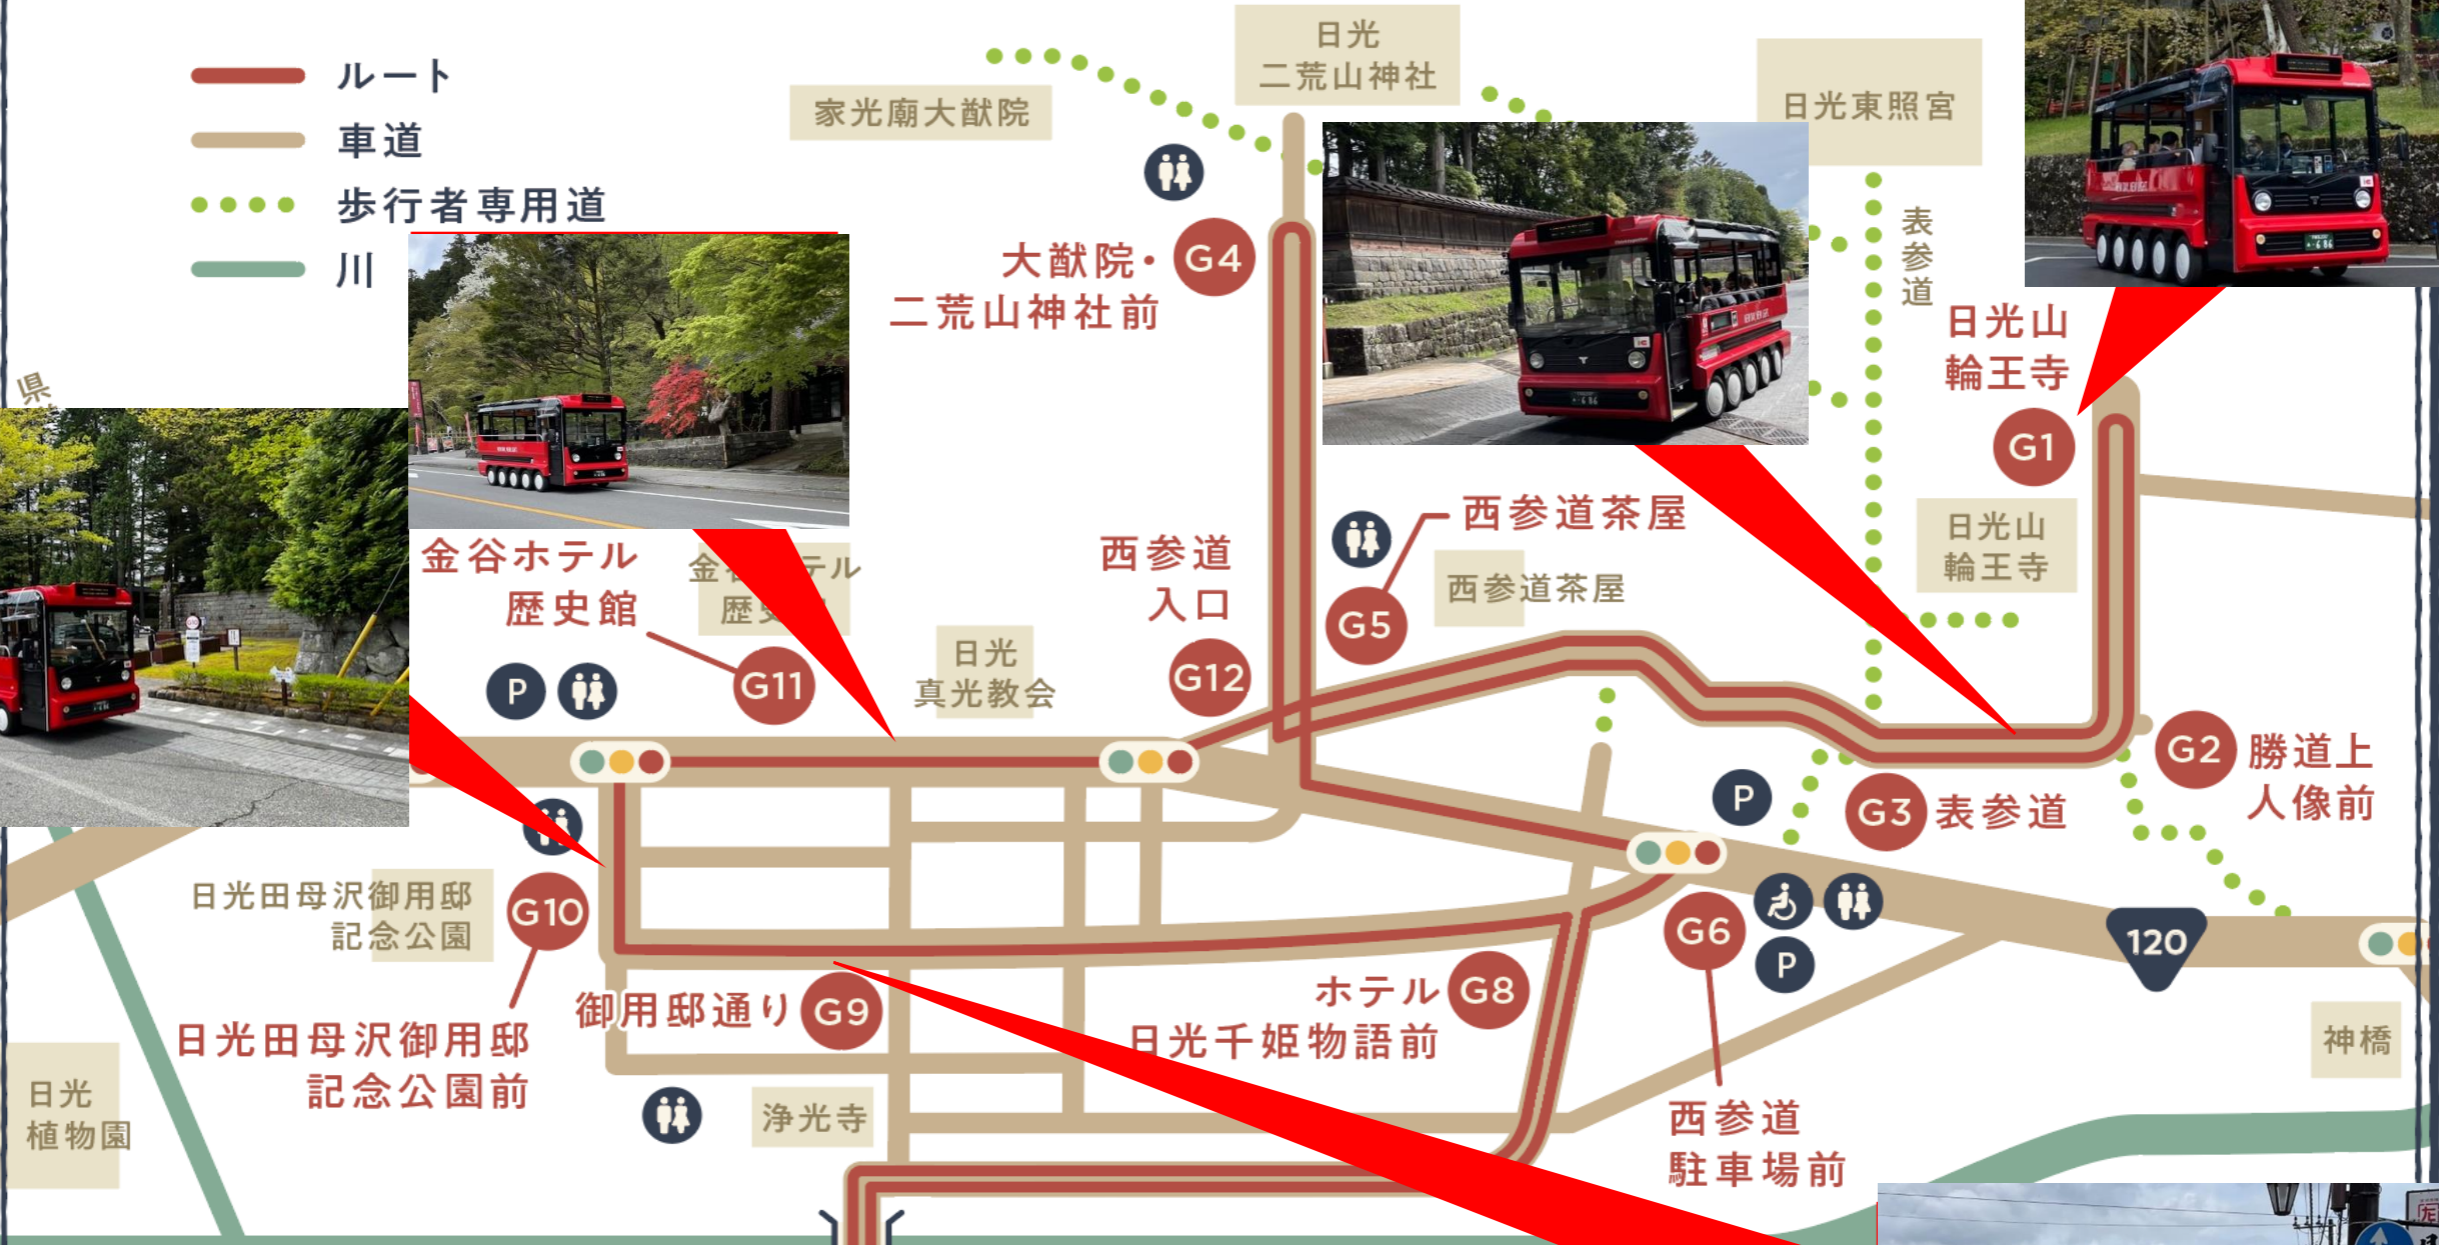 ルート
車道
歩行者専用道
川
県
日光
二荒山神社
家光廟大猷院
日光東照宮
表参道
大猷院・
二荒山神社前
G4
日光山
輪王寺
G1
日光山
輪王寺
金谷ホテル
歴史館
G11
P
日光
真光教会
西参道
入口
G12
西参道茶屋
G5
西参道茶屋
G2
勝道上
人像前
P
G3
表参道
日光田母沢御用邸
記念公園
G10
日光田母沢御用邸
記念公園前
御用邸通り
G9
ホテル
日光千姫物語前
G8
G6
P
西参道
駐車場前
120
神橋
日光
植物園
浄光寺